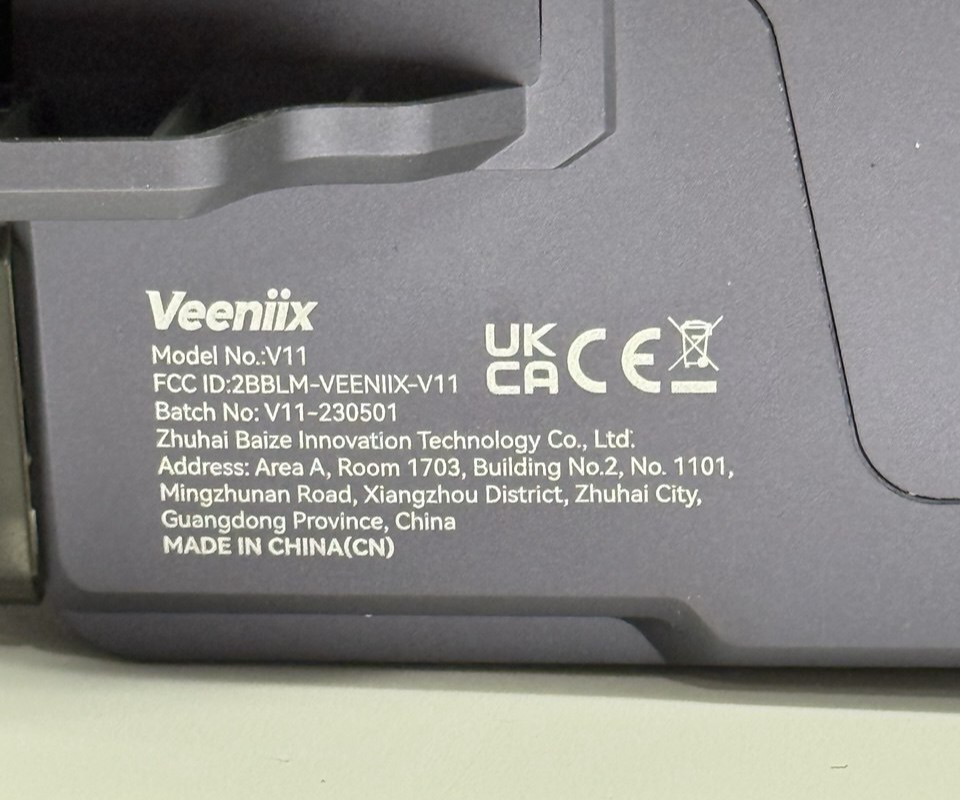 Veeniix
Model No.:V11
FCC ID:2BBLM-VEENIIX-V11
Batch No: V11-230501
Zhuhai Baize Innovation Technology Co., Ltd.
Address: Area A, Room 1703, Building No.2, No. 1101,
Mingzhunan Road, Xiangzhou District, Zhuhai City,
Guangdong Province, China
MADE IN CHINA(CN)
UK
CA
CE